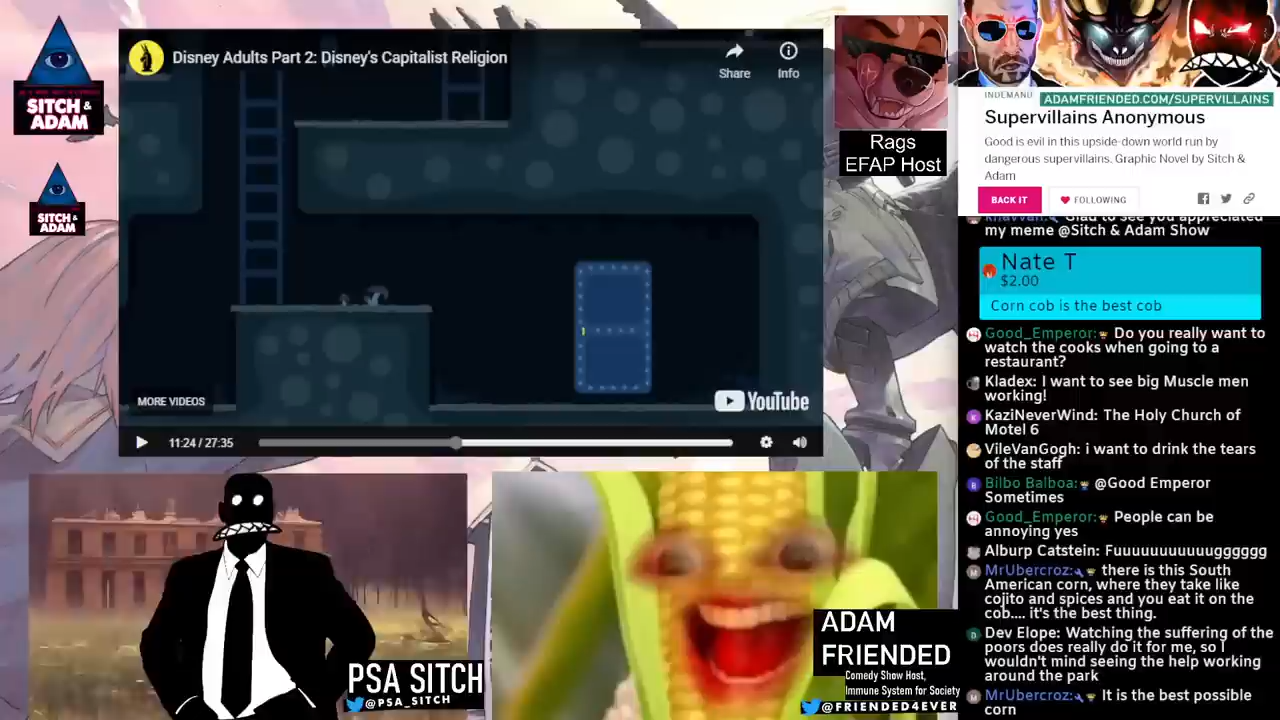 SITCH &
ADAM
SITCH &
ADAM
Disney Adults Part 2: Disney's Capitalist Religion
Share
Info
MORE VIDEOS
YouTube
11:24 / 27:35
Rags
EFAP Host
INDEMAND
ADAMFRIENDED.COM/SUPERVILLAINS
Supervillains Anonymous
Good is evil in this upside-down world run by
dangerous supervillains. Graphic Novel by Sitch &
Adam
BACK IT
FOLLOWING
Glad to see you appreciated
my meme @Sitch & Adam Show
Nate T
$2.00
Corn cob is the best cob
Good_Emperor: Do you really want to
watch the cooks when going to a
restaurant?
Kladex: I want to see big Muscle men
working!
KaziNeverWind: The Holy Church of
Motel 6
VileVanGogh: i want to drink the tears
of the staff
Bilbo Balboa: @Good Emperor
Sometimes
Good_Emperor: People can be
annoying yes
Alburp Catstein: Fuuuuuuuuuugggggg
MrUbercroz: there is this South
American corn, where they take like
cojito and spices and you eat it on the
cob.... it's the best thing.
Dev Elope: Watching the suffering of the
poors does really do it for me, so I
wouldn't mind seeing the help working
around the park
MrUbercroz: It is the best possible
corn
PSA SITCH
@PSA_SITCH
ADAM
FRIENDED
Comedy Show Host,
Immune System for Society
@FRIENDED4EVER